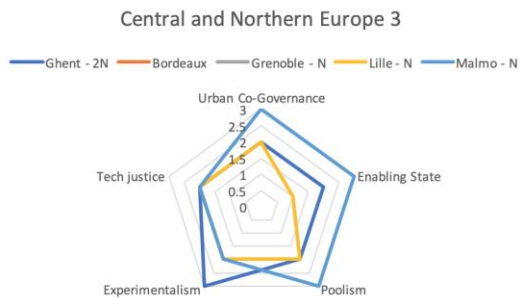 Central and Northern Europe 3
Ghent - 2N Bordeaux Grenoble - N Lille - N Malmo - N
Urban Co-Governance
3
2.5
2
1.5
1
0.5
0
Tech justice
Enabling State
Experimentalism
Poolism